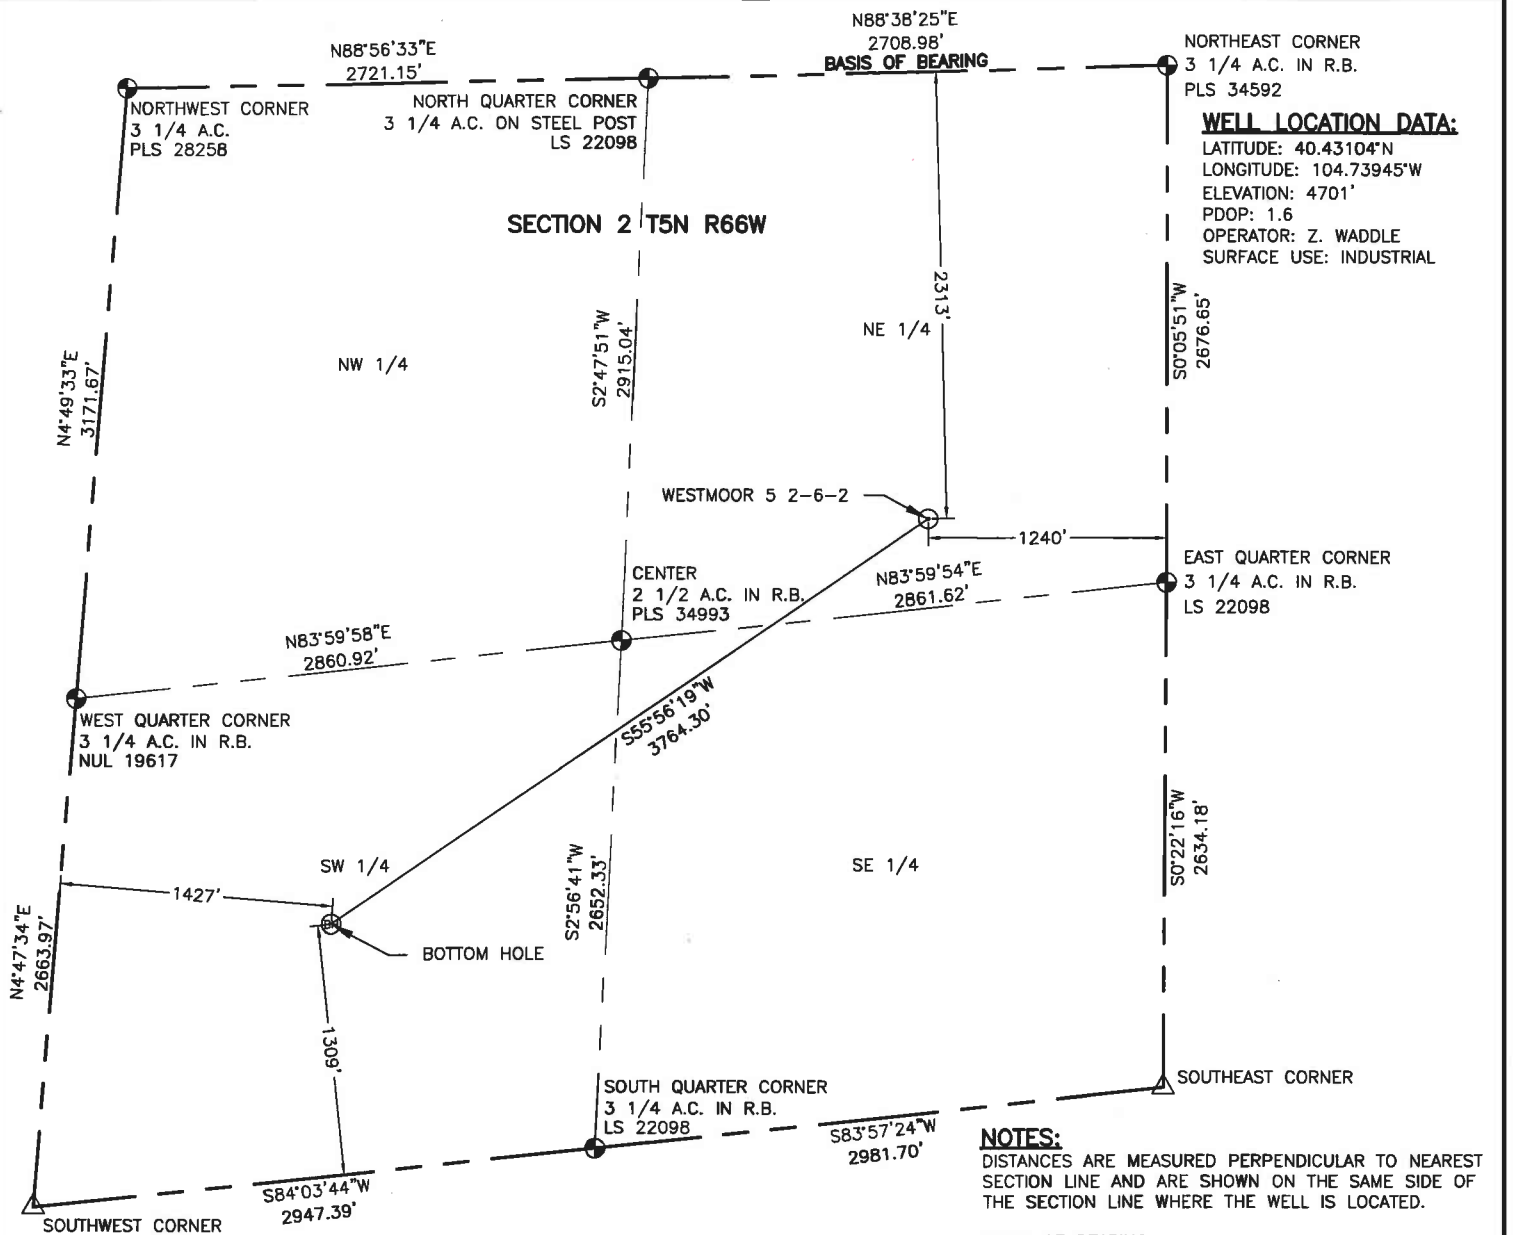 N88°38'25"E
2708.98'
BASIS OF BEARING
N88°56'33"E
2721.15'
NORTHEAST CORNER
3 1/4 A.C. IN R.B.
PLS 34592
NORTHWEST CORNER
3 1/4 A.C.
PLS 28258
NORTH QUARTER CORNER
3 1/4 A.C. ON STEEL POST
LS 22098
WELL LOCATION DATA:
LATITUDE: 40.43104°N
LONGITUDE: 104.73945°W
ELEVATION: 4701'
PDOP: 1.6
OPERATOR: Z. WADDLE
SURFACE USE: INDUSTRIAL
SECTION 2 T5N R66W
N4°49'33"E
3171.67'
NW 1/4
S2°47'51"W
2915.04'
NE 1/4
2313'
S0°05'51"W
2676.65'
WESTMOOR 5 2-6-2
1240'
CENTER
2 1/2 A.C. IN R.B.
PLS 34993
N83°59'54"E
2861.62'
EAST QUARTER CORNER
3 1/4 A.C. IN R.B.
LS 22098
N83°59'58"E
2860.92'
WEST QUARTER CORNER
3 1/4 A.C. IN R.B.
NUL 19617
S55°56'19"W
3764.30'
SW 1/4
SE 1/4
S0°22'16"W
2634.18'
1427'
S2°56'41"W
2652.33'
N4°47'34"E
2663.97'
BH
BOTTOM HOLE
1309'
SOUTH QUARTER CORNER
3 1/4 A.C. IN R.B.
LS 22098
SOUTHEAST CORNER
S83°57'24"W
2981.70'
S84°03'44"W
2947.39'
SOUTHWEST CORNER
NOTES:
DISTANCES ARE MEASURED PERPENDICULAR TO NEAREST
SECTION LINE AND ARE SHOWN ON THE SAME SIDE OF
THE SECTION LINE WHERE THE WELL IS LOCATED.